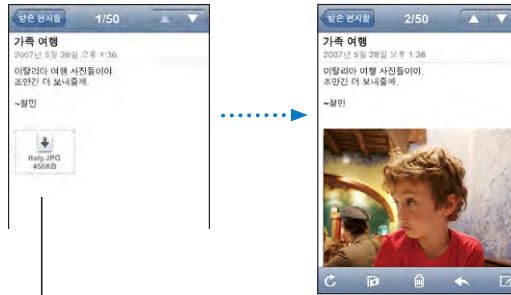 받은 편지함
1/50
가족 여행
2007년 5월 28일 오후 1:36
이탈리아 여행 사진들이야
조만간 더 보내줄께.
~철민
Italy.JPG
456KB
받은 편지함
2/50
가족 여행
2007년 5월 28일 오후 1:36
이탈리아 여행 사진들이야.
조만간 더 보내줄께.
~철민